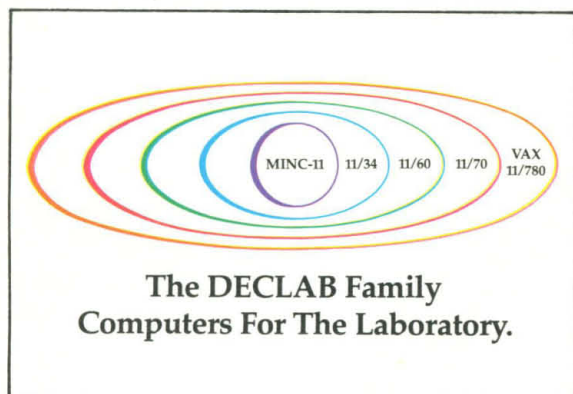 MINC-11 11/34 11/60 11/70 VAX
11/780
The DECLAB Family
Computers For The Laboratory.